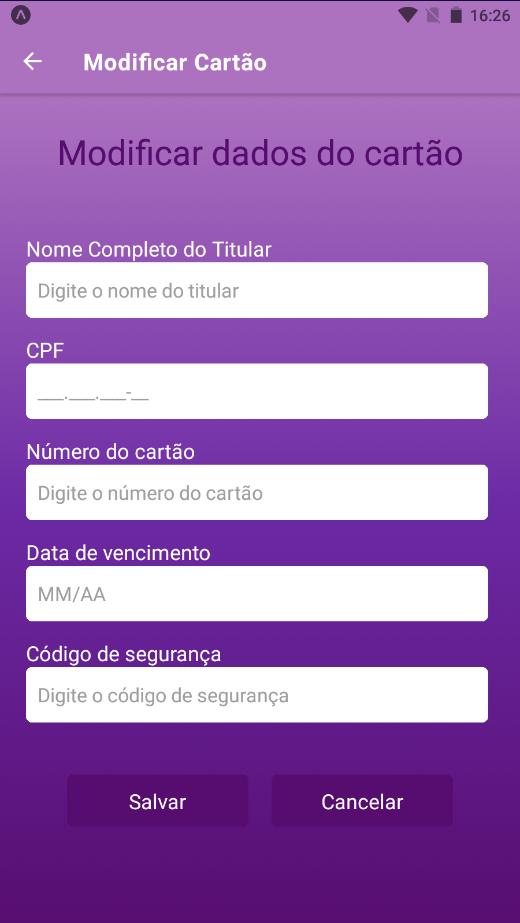 16:26
Modificar Cartão
Modificar dados do cartão
Nome Completo do Titular
Digite o nome do titular
CPF
___.___.___-__
Número do cartão
Digite o número do cartão
Data de vencimento
MM/AA
Código de segurança
Digite o código de segurança
Salvar
Cancelar